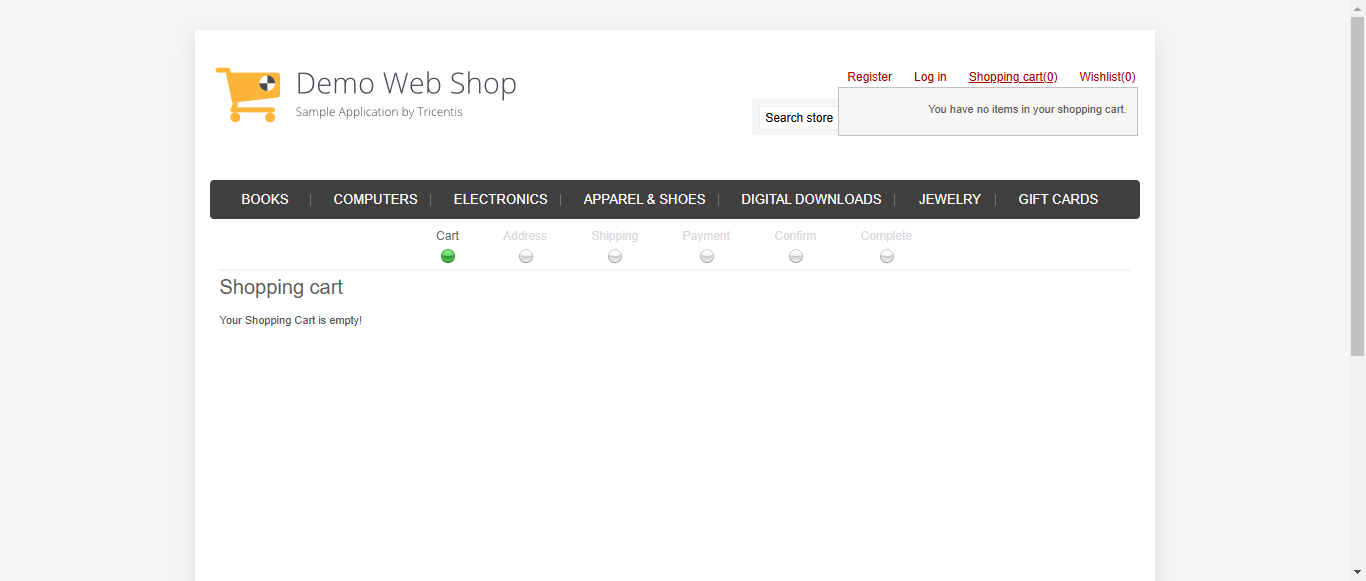 Demo Web Shop
Sample Application by Tricentis
Register Log in Shopping cart(0) Wishlist(0)
You have no items in your shopping cart.
Search store
BOOKS COMPUTERS ELECTRONICS APPAREL & SHOES DIGITAL DOWNLOADS JEWELRY GIFT CARDS
Cart Address Shipping Payment Confirm Complete
Shopping cart
Your Shopping Cart is empty!